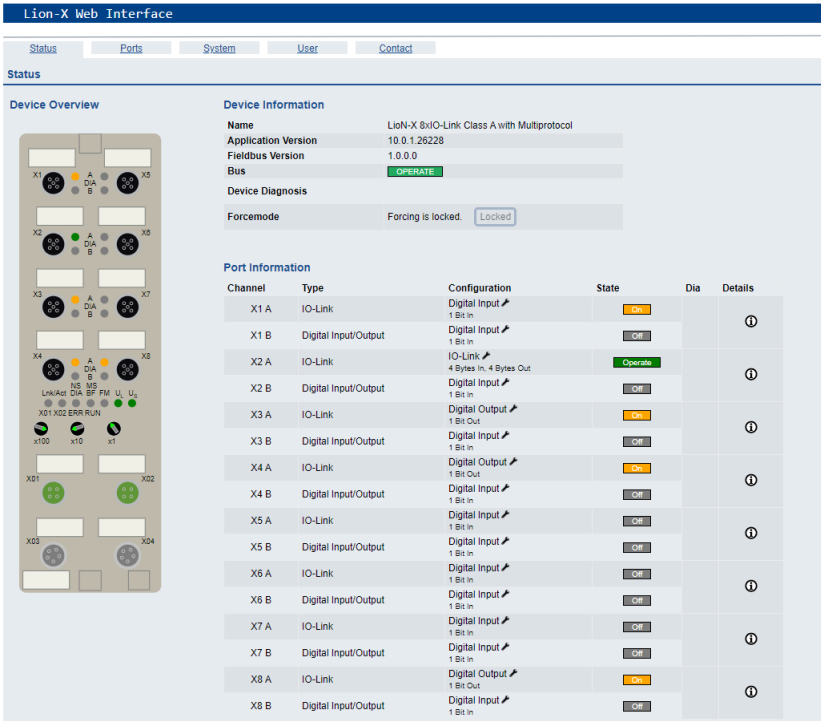 Lion-X Web Interface
Status Ports System User Contact
Status
Device Overview
X1 A X5
DIA
B
X2 A X6
DIA
B
X3 A X7
DIA
B
X4 A X8
DIA
B
NS MS
Lnk/Act DIA BF FM UL US
X01 X02 ERR RUN
x100 x10 x1
X01 X02
X03 X04
Device Information
Name LioN-X 8xIO-Link Class A with Multiprotocol
Application Version 10.0.1.26228
Fieldbus Version 1.0.0.0
Bus OPERATE
Device Diagnosis
Forcemode Forcing is locked. Locked
Port Information
Channel Type Configuration State Dia Details
X1 A IO-Link Digital Input On
1 Bit In
X1 B Digital Input/Output Digital Input Off
1 Bit In
X2 A IO-Link IO-Link Operate
4 Bytes In, 4 Bytes Out
X2 B Digital Input/Output Digital Input Off
1 Bit In
X3 A IO-Link Digital Output On
1 Bit Out
X3 B Digital Input/Output Digital Input Off
1 Bit In
X4 A IO-Link Digital Output On
1 Bit Out
X4 B Digital Input/Output Digital Input Off
1 Bit In
X5 A IO-Link Digital Input Off
1 Bit In
X5 B Digital Input/Output Digital Input Off
1 Bit In
X6 A IO-Link Digital Input Off
1 Bit In
X6 B Digital Input/Output Digital Input Off
1 Bit In
X7 A IO-Link Digital Input Off
1 Bit In
X7 B Digital Input/Output Digital Input Off
1 Bit In
X8 A IO-Link Digital Output On
1 Bit Out
X8 B Digital Input/Output Digital Input Off
1 Bit In